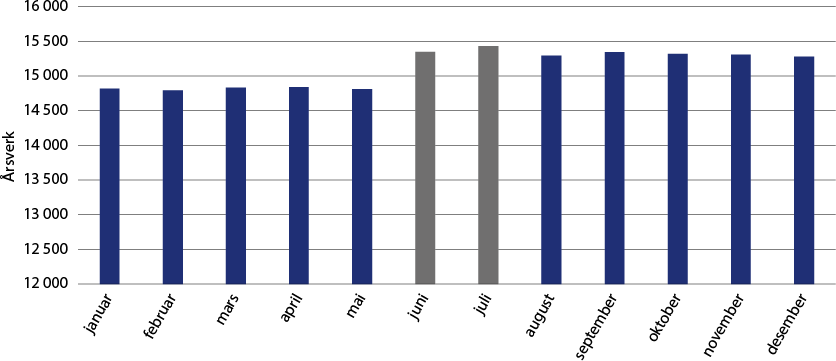 16 000
15 500
15 000
14 500
14 000
13 500
13 000
12 500
12 000
Årsverk
januar
februar
mars
april
mai
juni
juli
august
september
oktober
november
desember